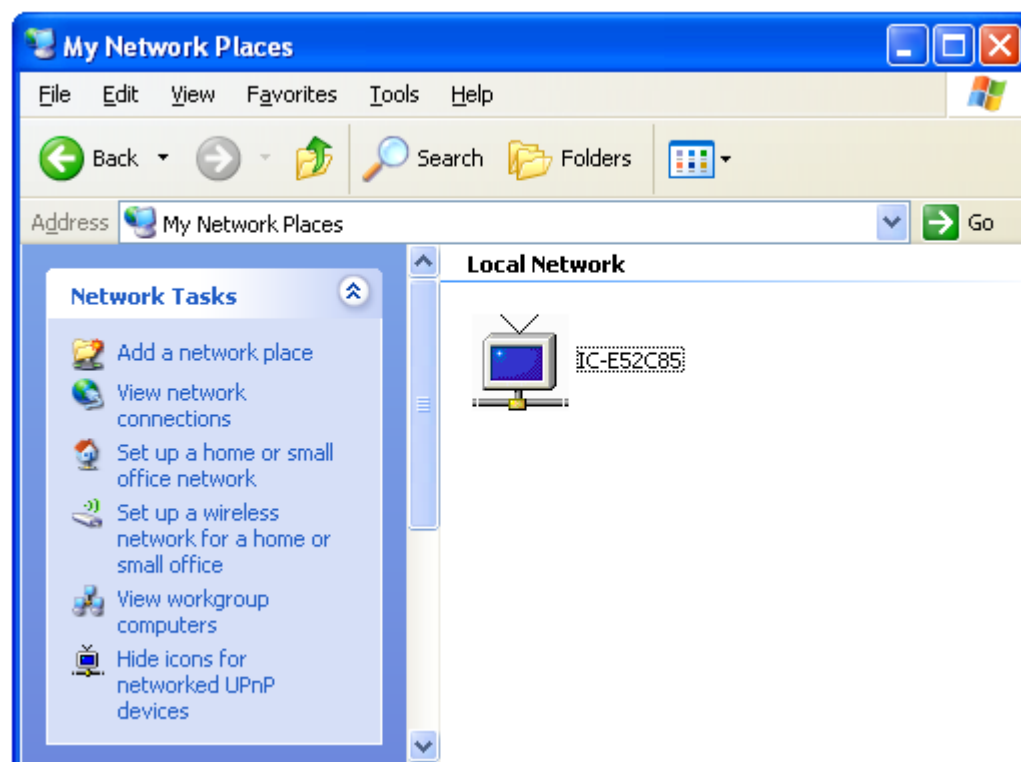 My Network Places
File Edit View Favorites Tools Help
Back Search Folders
Address My Network Places Go
Network Tasks
Add a network place
View network
connections
Set up a home or small
office network
Set up a wireless
network for a home or
small office
View workgroup
computers
Hide icons for
networked UPnP
devices
Local Network
IC-E52C85